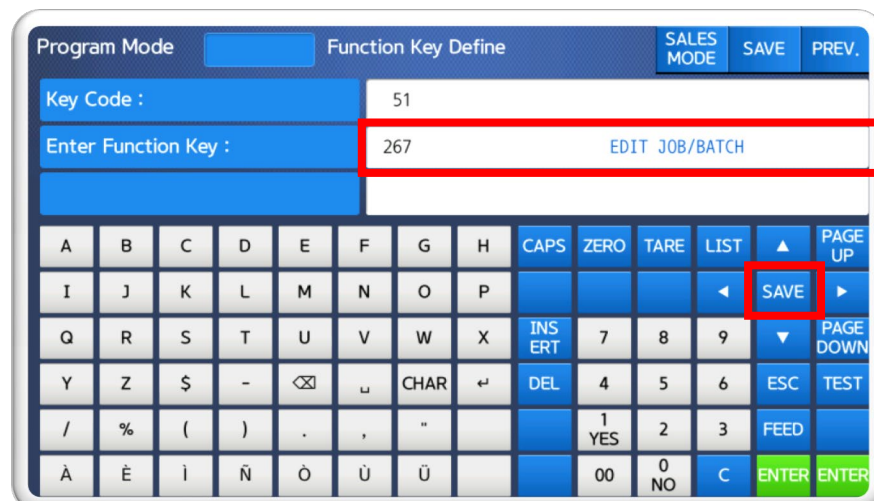 Program Mode Function Key Define SALES MODE SAVE PREV.
Key Code : 51
Enter Function Key : 267 EDIT JOB/BATCH
A B C D E F G H CAPS ZERO TARE LIST ▲ PAGE UP
I J K L M N O P ◄ SAVE ►
Q R S T U V W X INS ERT 7 8 9 ▼ PAGE DOWN
Y Z $ - ⌫ ␣ CHAR ↵ DEL 4 5 6 ESC TEST
/ % ( ) . , " 1 YES 2 3 FEED
À È Ì Ñ Ò Ù Ü 00 0 NO C ENTER ENTER